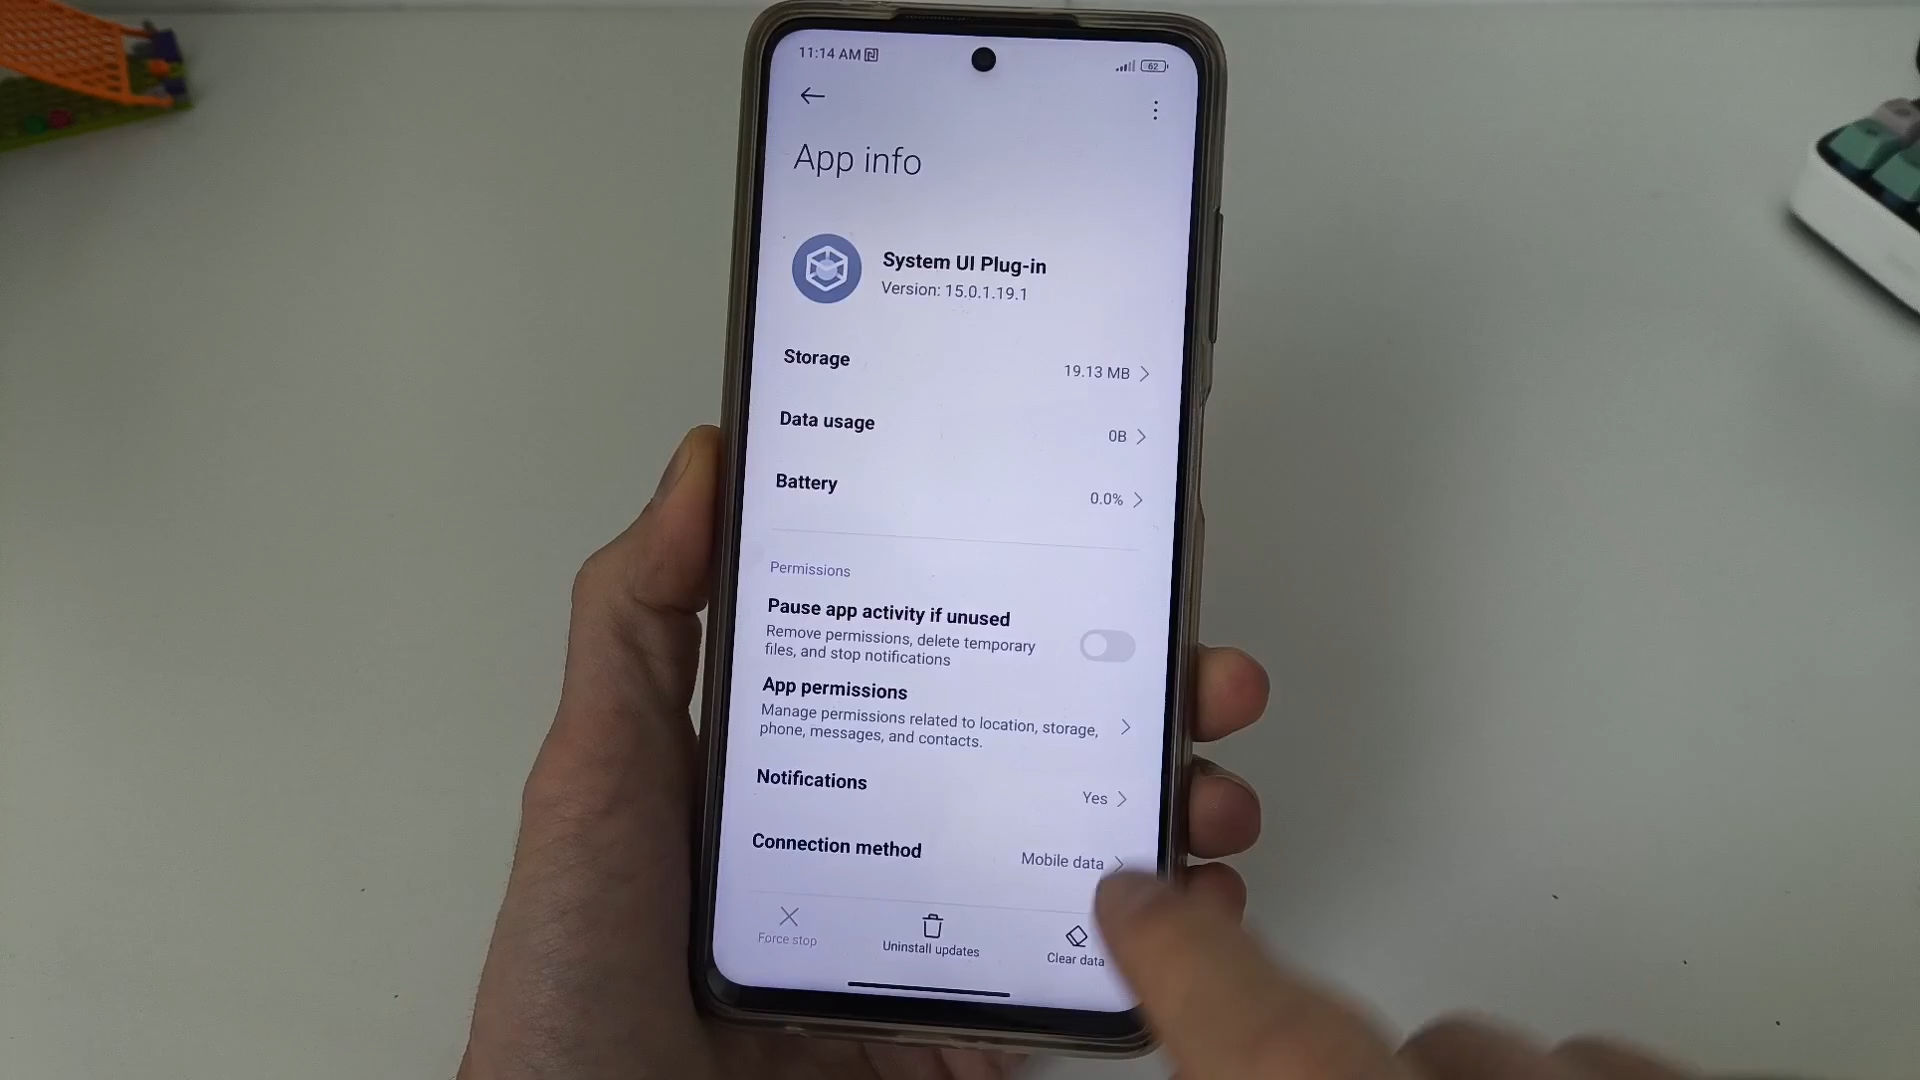 11:14 AM
62
App info
System UI Plug-in
Version: 15.0.1.19.1
Storage
19.13 MB
Data usage
0B
Battery
0.0%
Permissions
Pause app activity if unused
Remove permissions, delete temporary
files, and stop notifications
App permissions
Manage permissions related to location, storage,
phone, messages, and contacts.
Notifications
Yes
Connection method
Mobile data
Force stop
Uninstall updates
Clear data